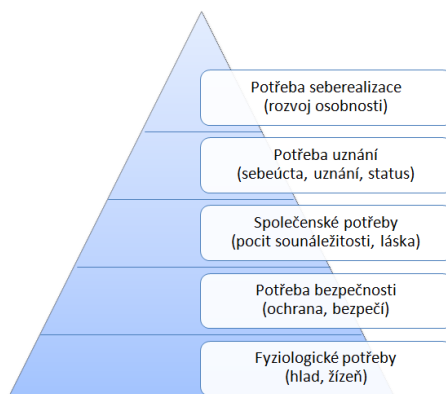 Potřeba seberealizace
(rozvoj osobnosti)
Potřeba uznání
(sebeúcta, uznání, status)
Společenské potřeby
(pocit sounáležitosti, láska)
Potřeba bezpečnosti
(ochrana, bezpečí)
Fyziologické potřeby
(hlad, žízeň)